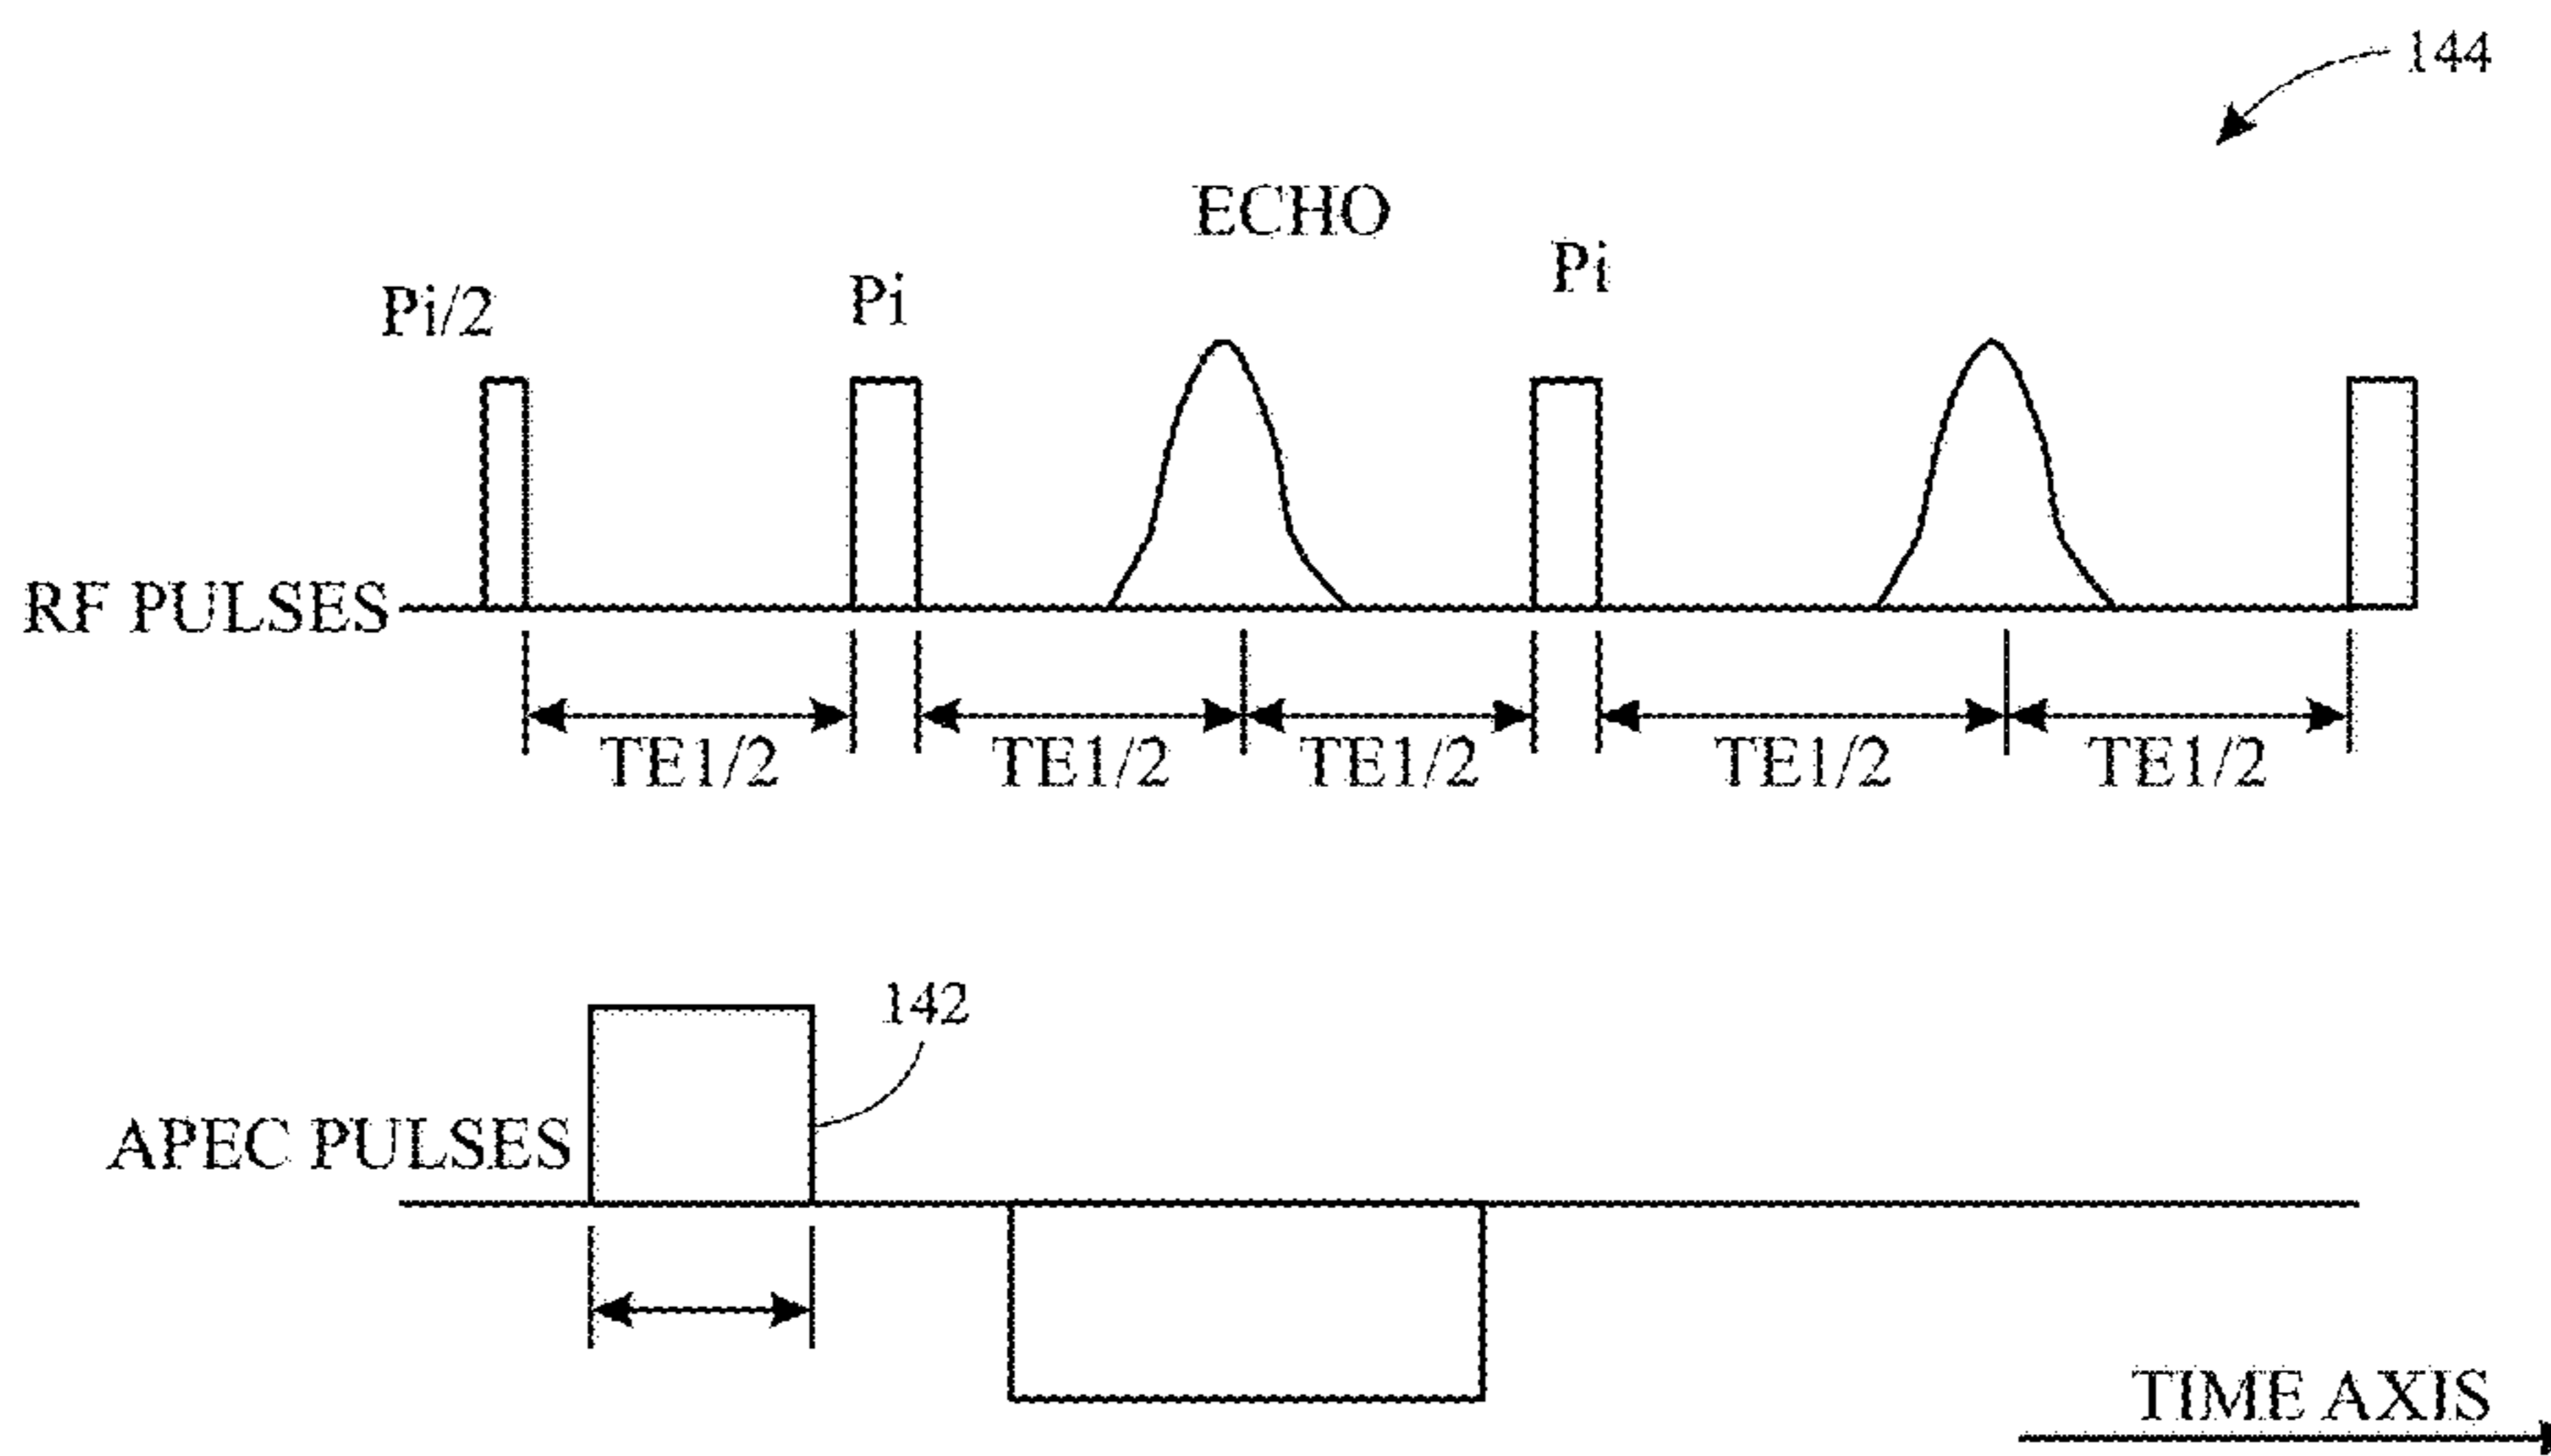 144
ECHO
Pi/2
Pi
Pi
RF PULSES
TE1/2
TE1/2
TE1/2
TE1/2
TE1/2
142
APEC PULSES
TIME AXIS